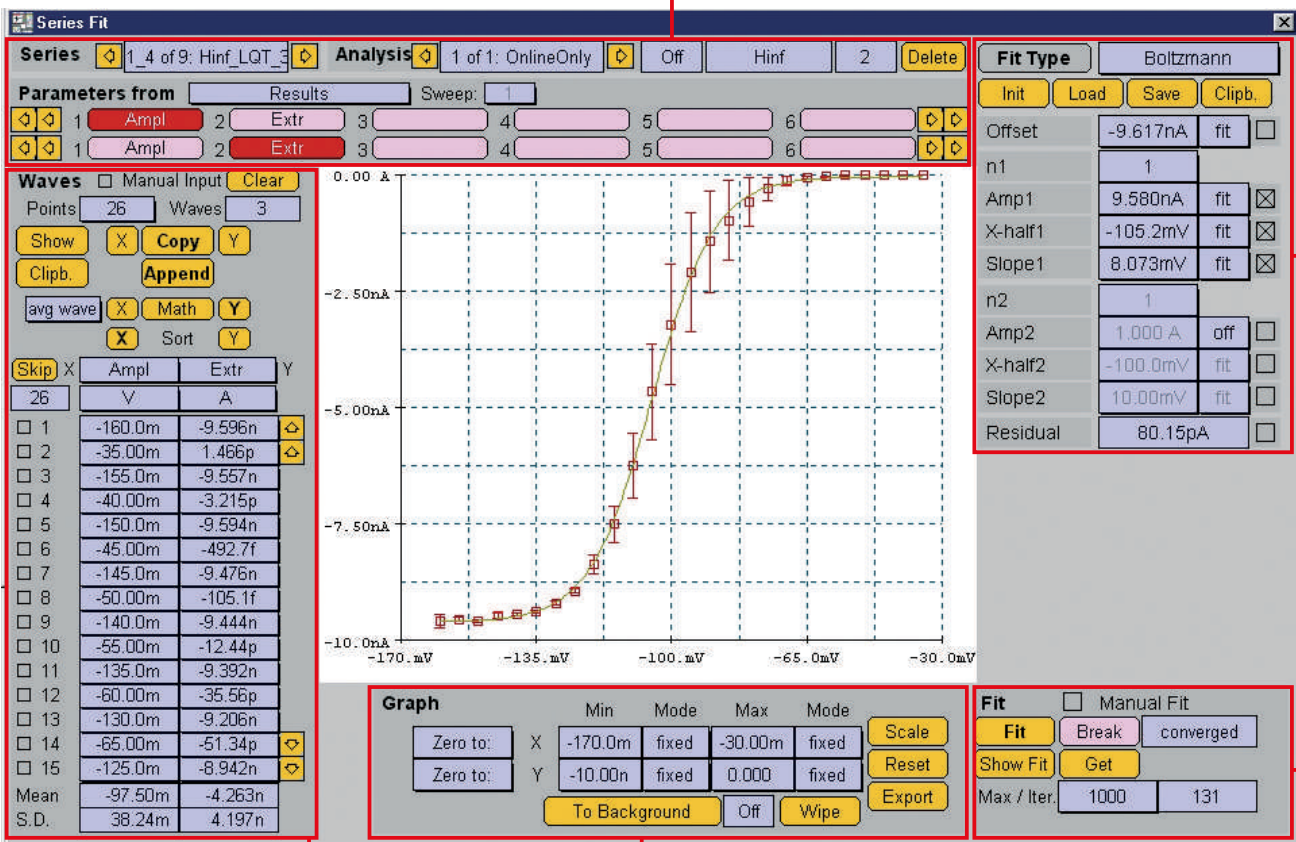 Series Fit
Series 1_4 of 9: Hinf_LQT_3 Analysis 1 of 1: OnlineOnly Off Hinf 2 Delete
Parameters from Results Sweep: 1
1 Ampl 2 Extr 3 4 5 6
1 Ampl 2 Extr 3 4 5 6
Waves Manual Input Clear
Points 26 Waves 3
Show X Copy Y
Clipb. Append
avg wave X Math Y
X Sort Y
Skip X Ampl Extr Y
26 V A
1 -160.0m -9.596n
2 -35.00m 1.466p
3 -155.0m -9.557n
4 -40.00m -3.215p
5 -150.0m -9.594n
6 -45.00m -492.7f
7 -145.0m -9.476n
8 -50.00m -105.1f
9 -140.0m -9.444n
10 -55.00m -12.44p
11 -135.0m -9.392n
12 -60.00m -35.56p
13 -130.0m -9.206n
14 -65.00m -51.34p
15 -125.0m -8.942n
Mean -97.50m -4.263n
S.D. 38.24m 4.197n
0.00 A
-2.50nA
-5.00nA
-7.50nA
-10.0nA
-170.mV -135.mV -100.mV -65.0mV -30.0mV
Graph Min Mode Max Mode
Zero to: X -170.0m fixed -30.00m fixed Scale
Zero to: Y -10.00n fixed 0.000 fixed Reset
Export
To Background Off Wipe
Fit Type Boltzmann
Init Load Save Clipb.
Offset -9.617nA fit
n1 1
Amp1 9.580nA fit
X-half1 -105.2mV fit
Slope1 8.073mV fit
n2 1
Amp2 1.000 A off
X-half2 -100.0mV fit
Slope2 10.00mV fit
Residual 80.15pA
Fit Manual Fit
Fit Break converged
Show Fit Get
Max / Iter. 1000 131